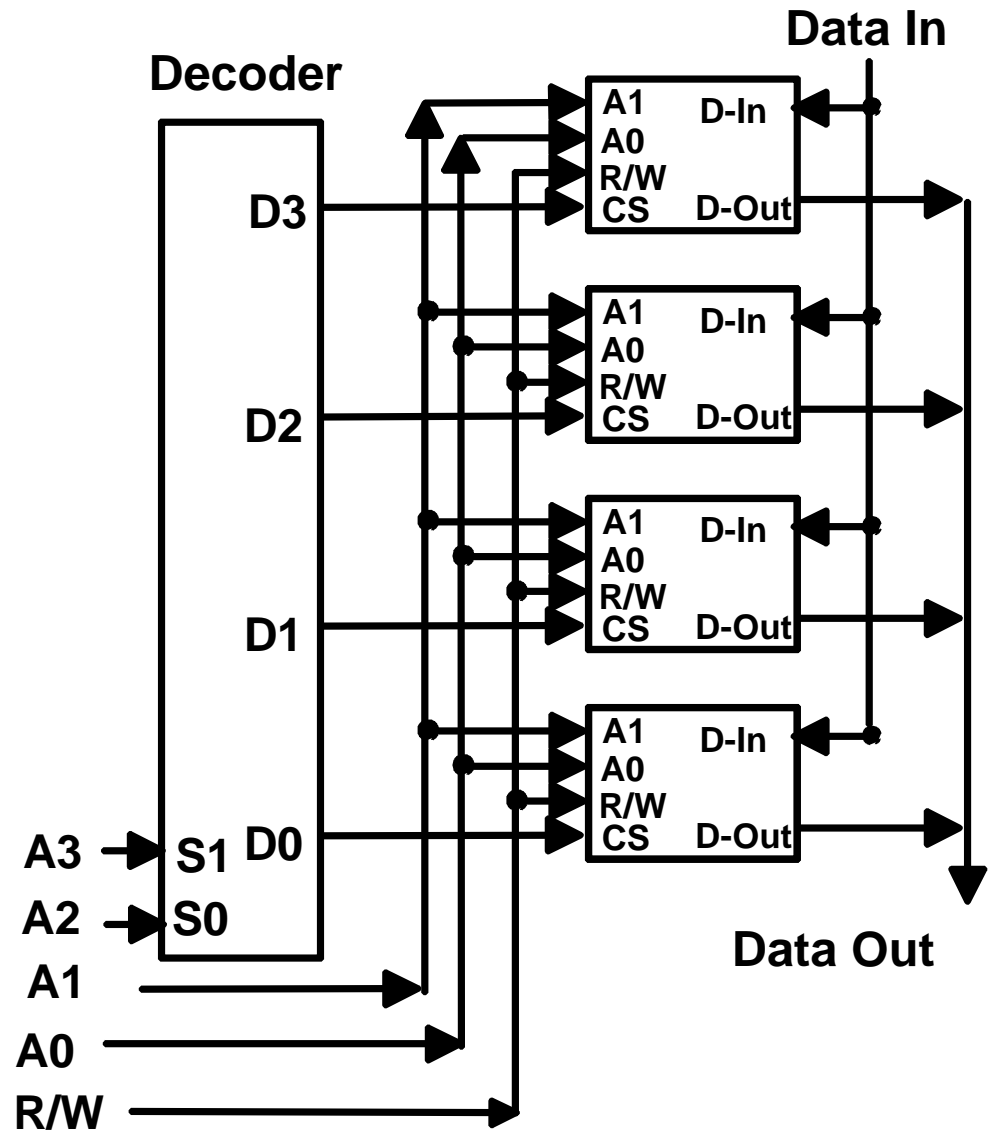 Data In
Decoder
A1 D-In
A0
R/W
CS D-Out
D3
A1 D-In
A0
R/W
CS D-Out
D2
A1 D-In
A0
R/W
CS D-Out
D1
A1 D-In
A0
R/W
CS D-Out
D0
A3 S1
A2 S0
Data Out
A1
A0
R/W